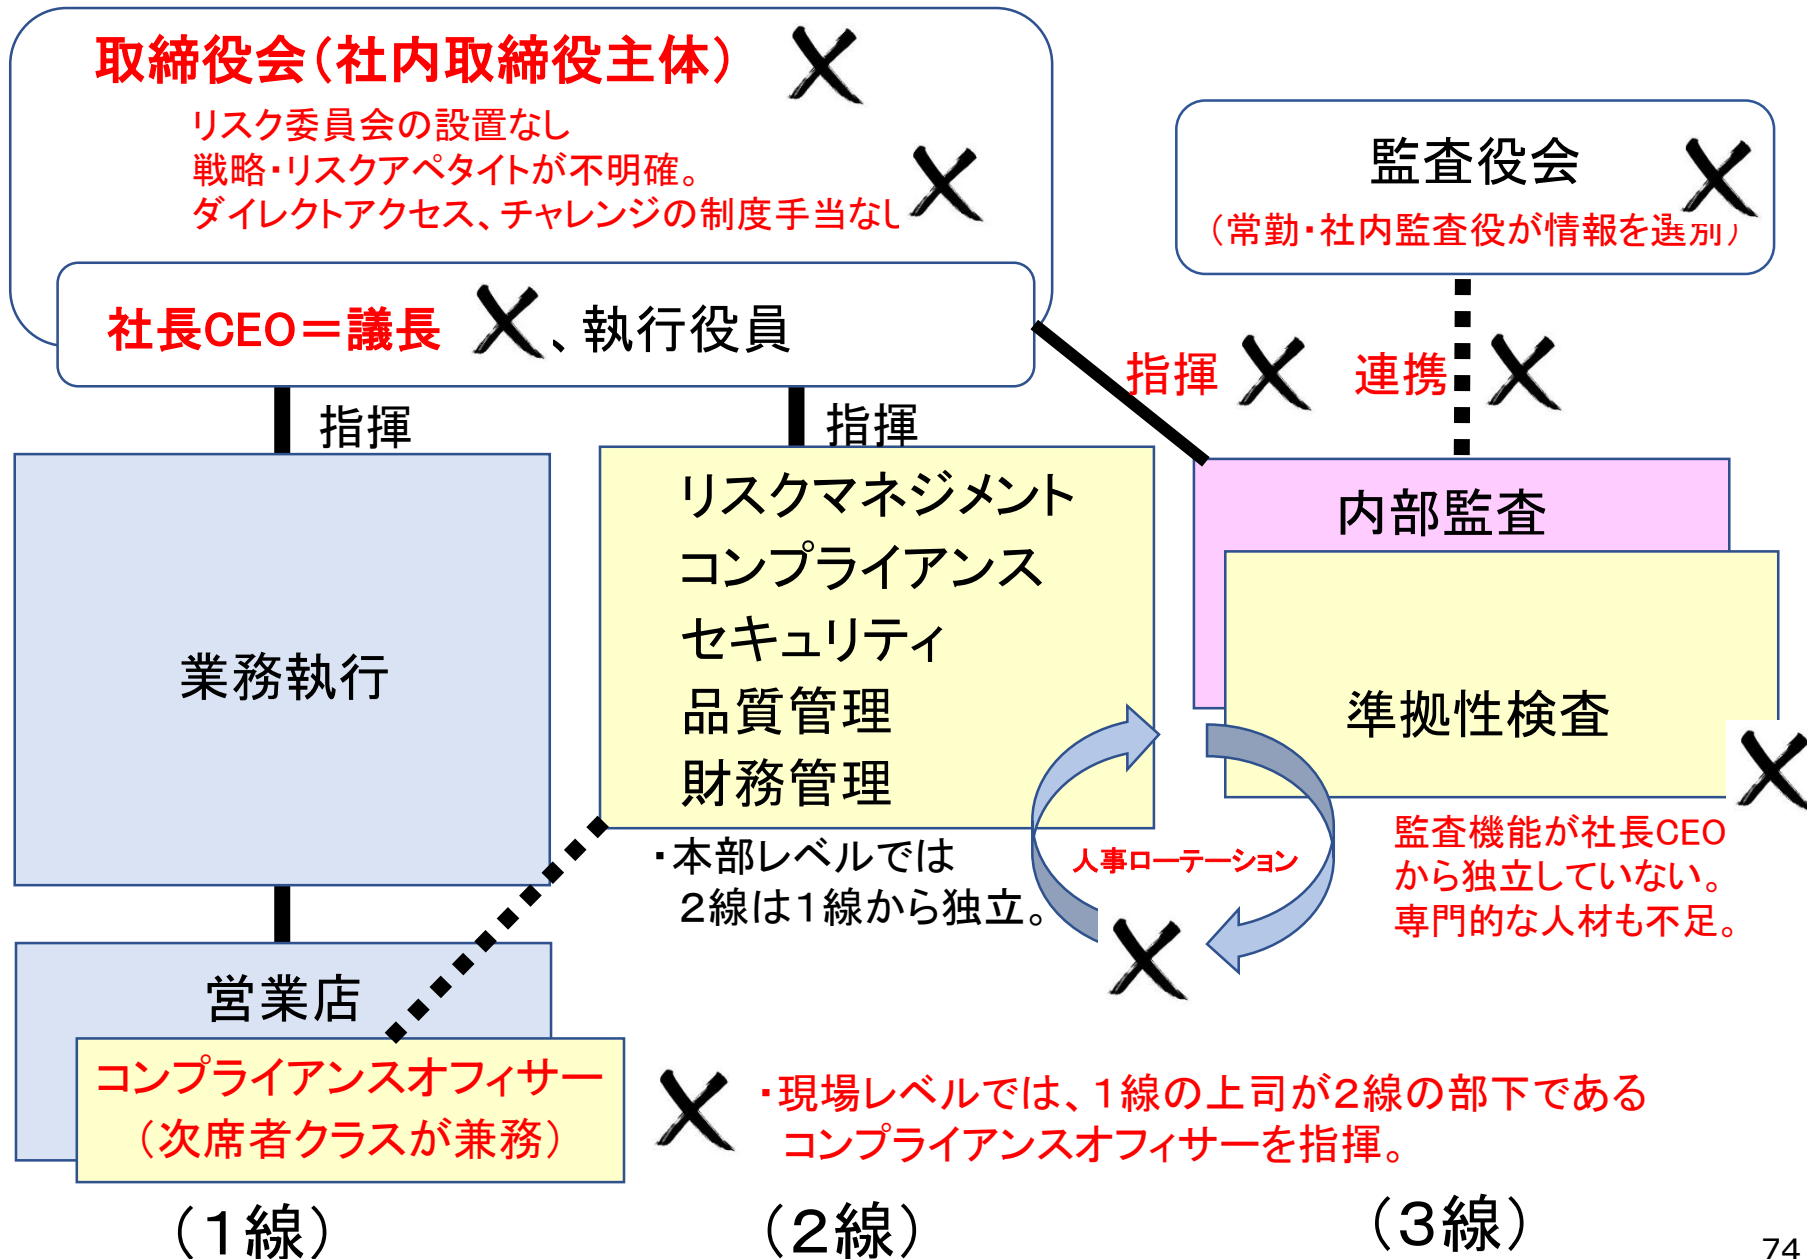 取締役会（社内取締役主体）
リスク委員会の設置なし
戦略・リスクアペタイトが不明確。
ダイレクトアクセス、チャレンジの制度手当なし
社長CEO＝議長
、執行役員
監査役会
（常勤・社内監査役が情報を選別）
指揮
連携
指揮
指揮
業務執行
リスクマネジメント
コンプライアンス
セキュリティ
品質管理
財務管理
内部監査
準拠性検査
・本部レベルでは
２線は１線から独立。
人事ローテーション
監査機能が社長CEO
から独立していない。
専門的な人材も不足。
営業店
コンプライアンスオフィサー
（次席者クラスが兼務）
・現場レベルでは、１線の上司が２線の部下である
コンプライアンスオフィサーを指揮。
（１線）
（２線）
（３線）
74